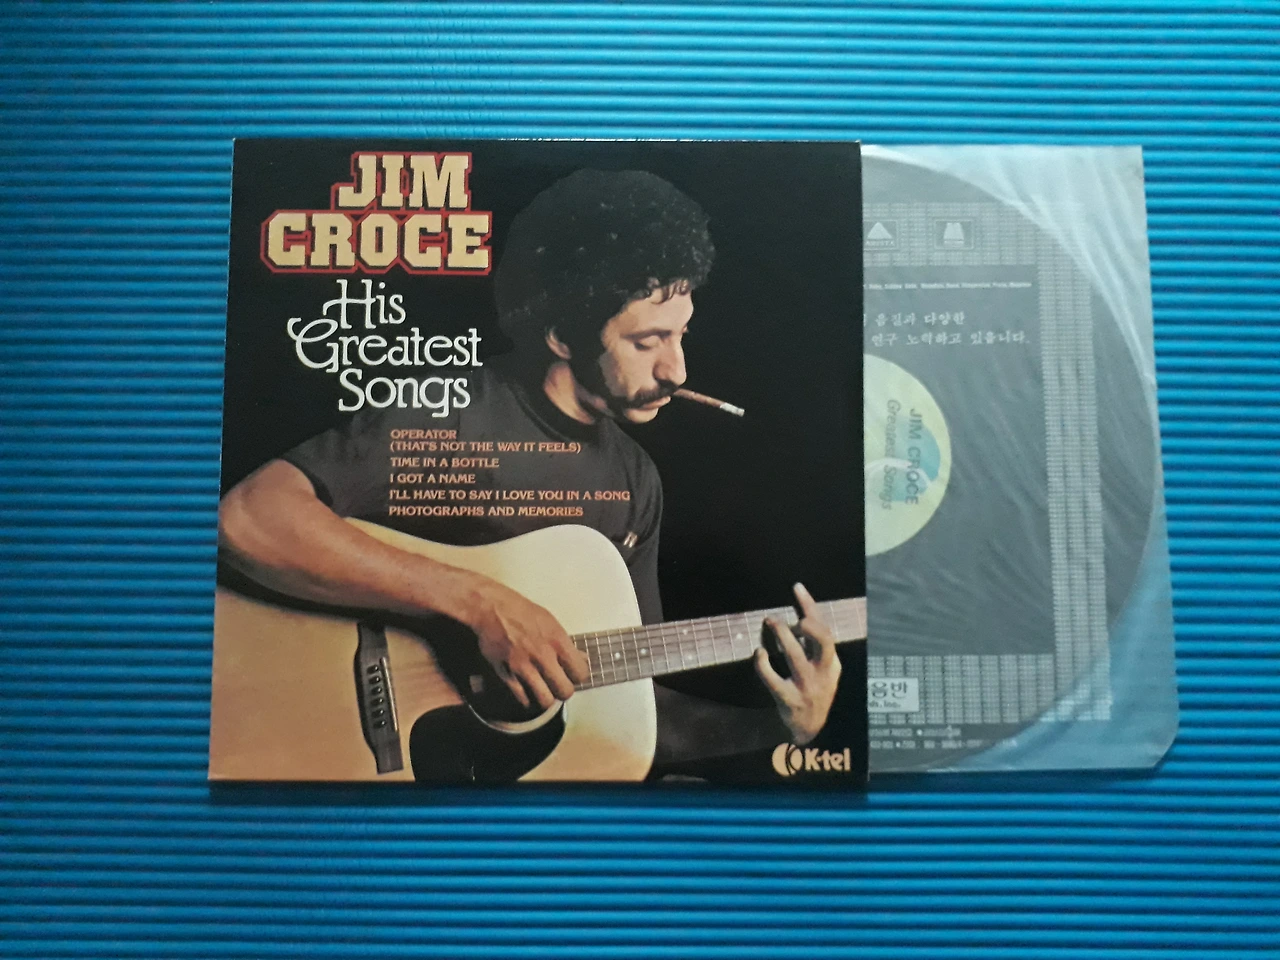 JIM
CROCE
His
Greatest
Songs
OPERATOR
(THAT'S NOT THE WAY IT FEELS)
TIME IN A BOTTLE
I GOT A NAME
I'LL HAVE TO SAY I LOVE YOU IN A SONG
PHOTOGRAPHS AND MEMORIES
K-tel
음질과 다양한
연구 노력하고 있읍니다.
JIM CROCE
Greatest Songs
음반